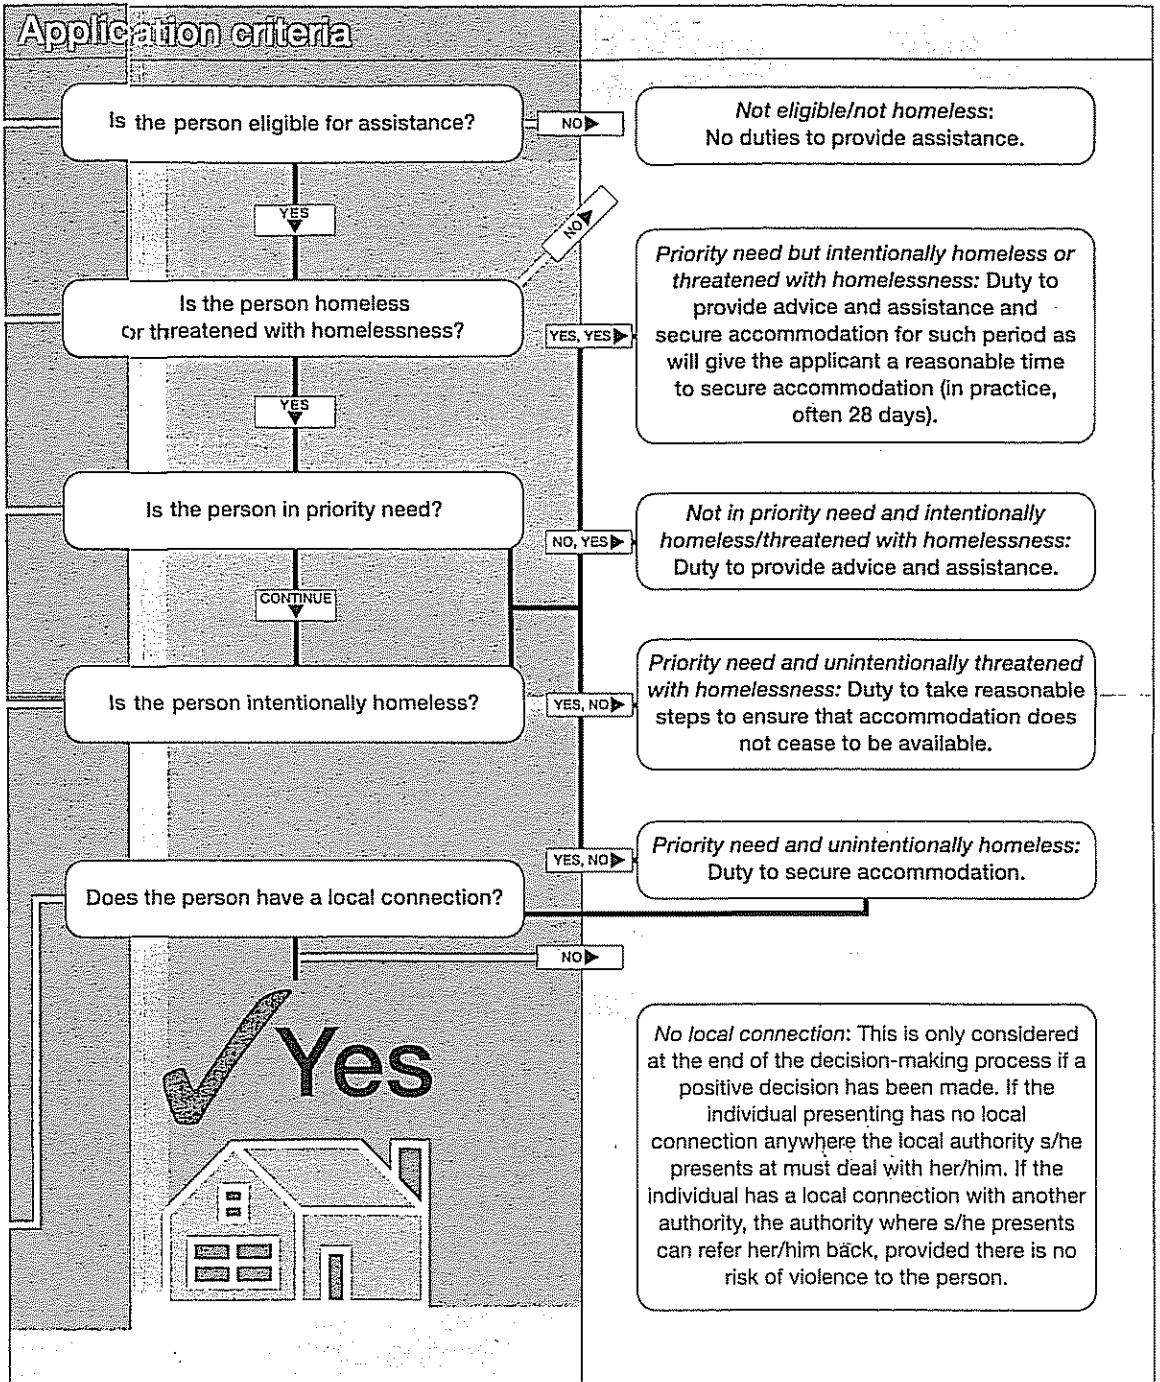 Application criteria
Is the person eligible for assistance?
NO
Not eligible/not homeless:
No duties to provide assistance.
YES
NO
Is the person homeless
or threatened with homelessness?
YES, YES
Priority need but intentionally homeless or
threatened with homelessness: Duty to
provide advice and assistance and
secure accommodation for such period as
will give the applicant a reasonable time
to secure accommodation (in practice,
often 28 days).
YES
Is the person in priority need?
NO, YES
Not in priority need and intentionally
homeless/threatened with homelessness:
Duty to provide advice and assistance.
CONTINUE
Is the person intentionally homeless?
YES, NO
Priority need and unintentionally threatened
with homelessness: Duty to take reasonable
steps to ensure that accommodation does
not cease to be available.
YES, NO
Priority need and unintentionally homeless:
Duty to secure accommodation.
Does the person have a local connection?
NO
Yes
No local connection: This is only considered
at the end of the decision-making process if a
positive decision has been made. If the
individual presenting has no local
connection anywhere the local authority s/he
presents at must deal with her/him. If the
individual has a local connection with another
authority, the authority where s/he presents
can refer her/him back, provided there is no
risk of violence to the person.